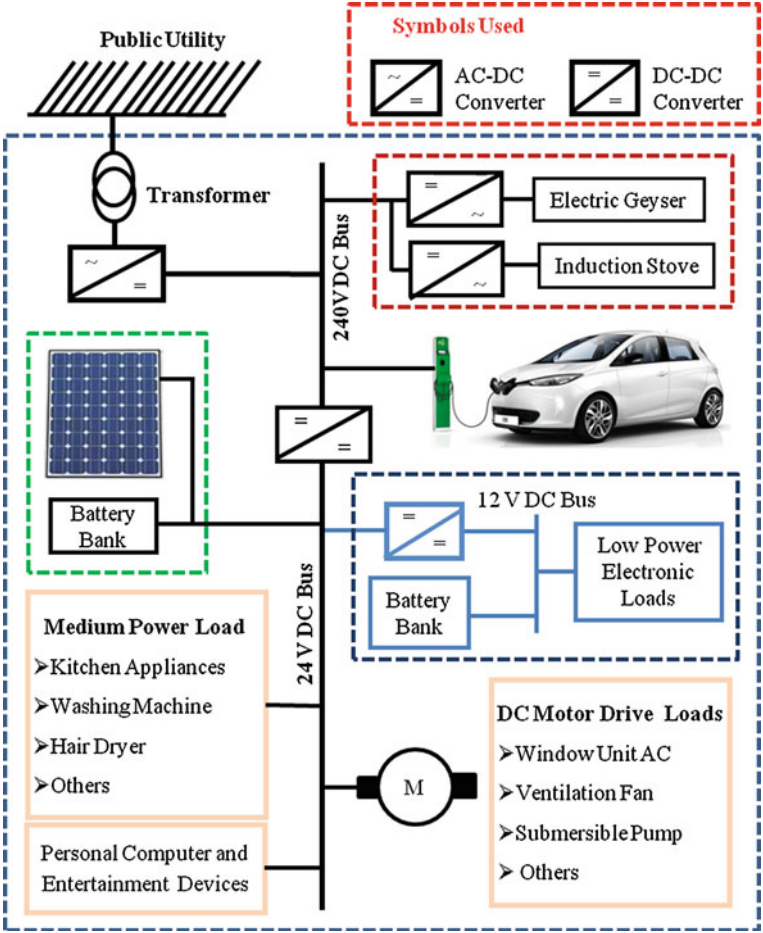 Public Utility
Symbols Used
~
=
AC-DC
Converter
=
=
DC-DC
Converter
Transformer
~
=
240V DC Bus
=
~
Electric Geyser
=
~
Induction Stove
=
=
Battery
Bank
24 V DC Bus
12 V DC Bus
=
=
Battery
Bank
Low Power
Electronic
Loads
Medium Power Load
➢Kitchen Appliances
➢Washing Machine
➢Hair Dryer
➢Others
M
DC Motor Drive Loads
➢Window Unit AC
➢Ventilation Fan
➢Submersible Pump
➢ Others
Personal Computer and
Entertainment Devices